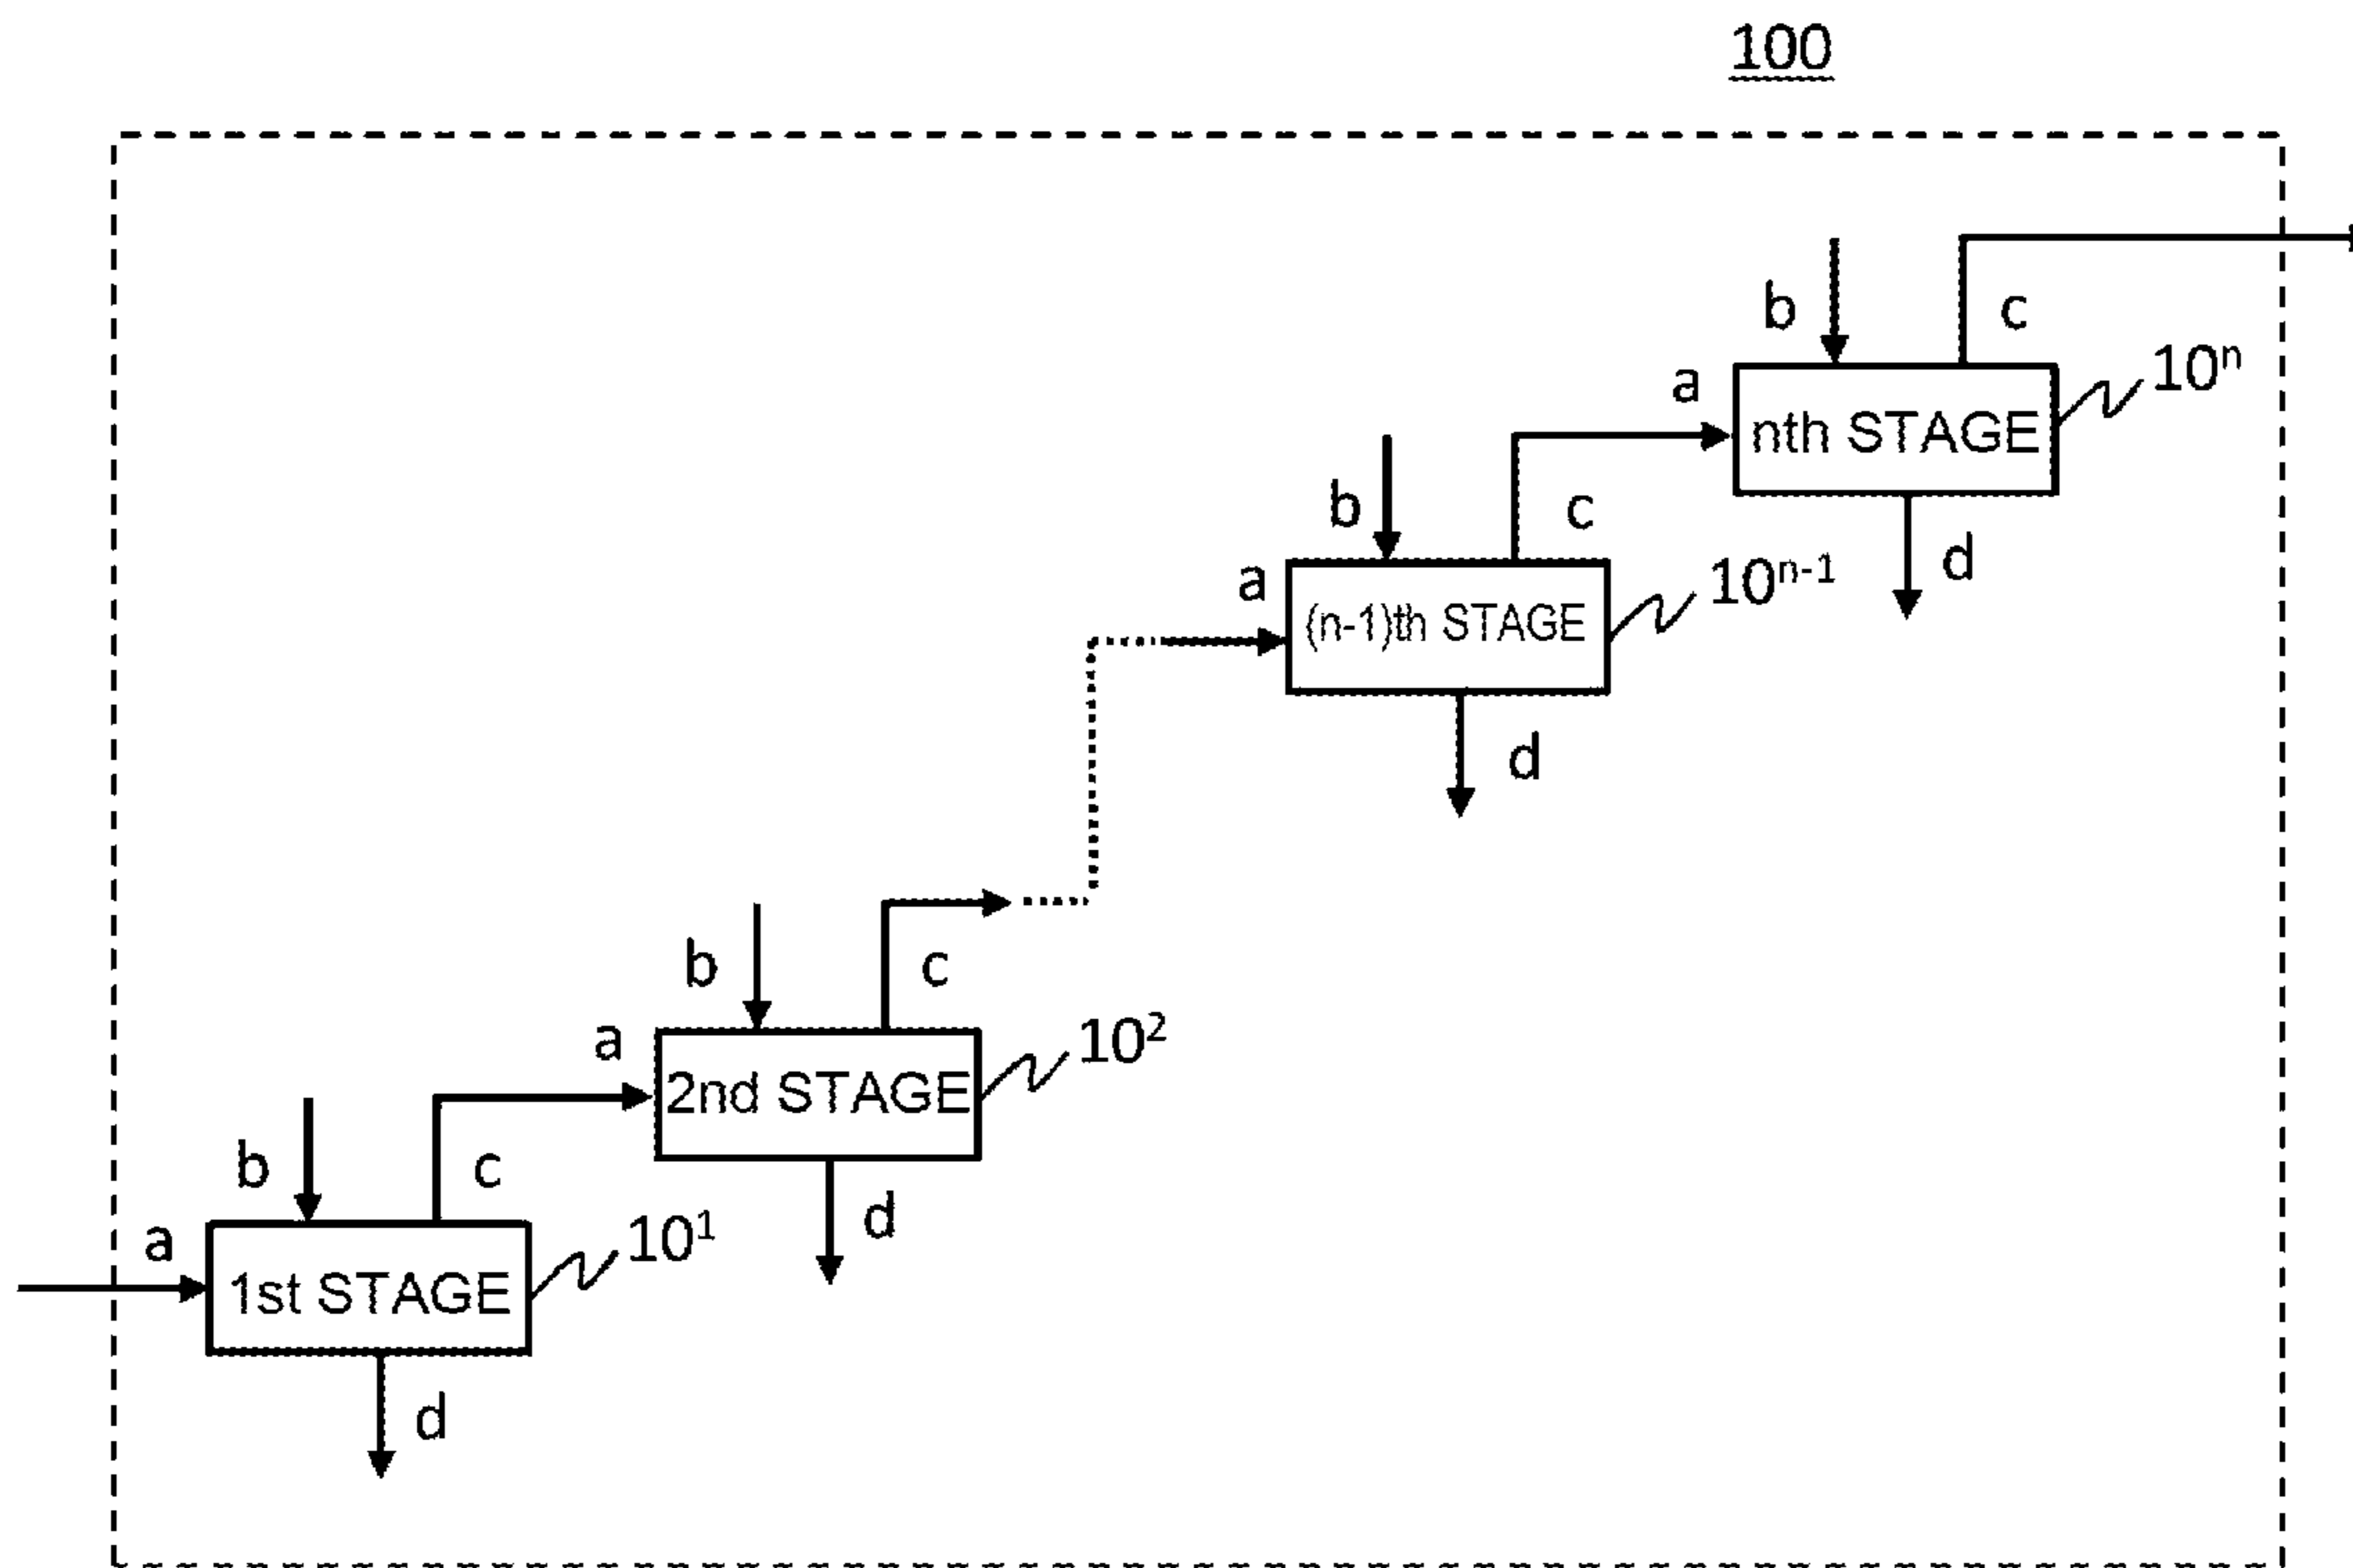 100
b
c
a
nth STAGE
10ⁿ
b
c
d
a
(n-1)th STAGE
10ⁿ⁻¹
d
b
c
a
2nd STAGE
10²
b
c
d
a
1st STAGE
10¹
d